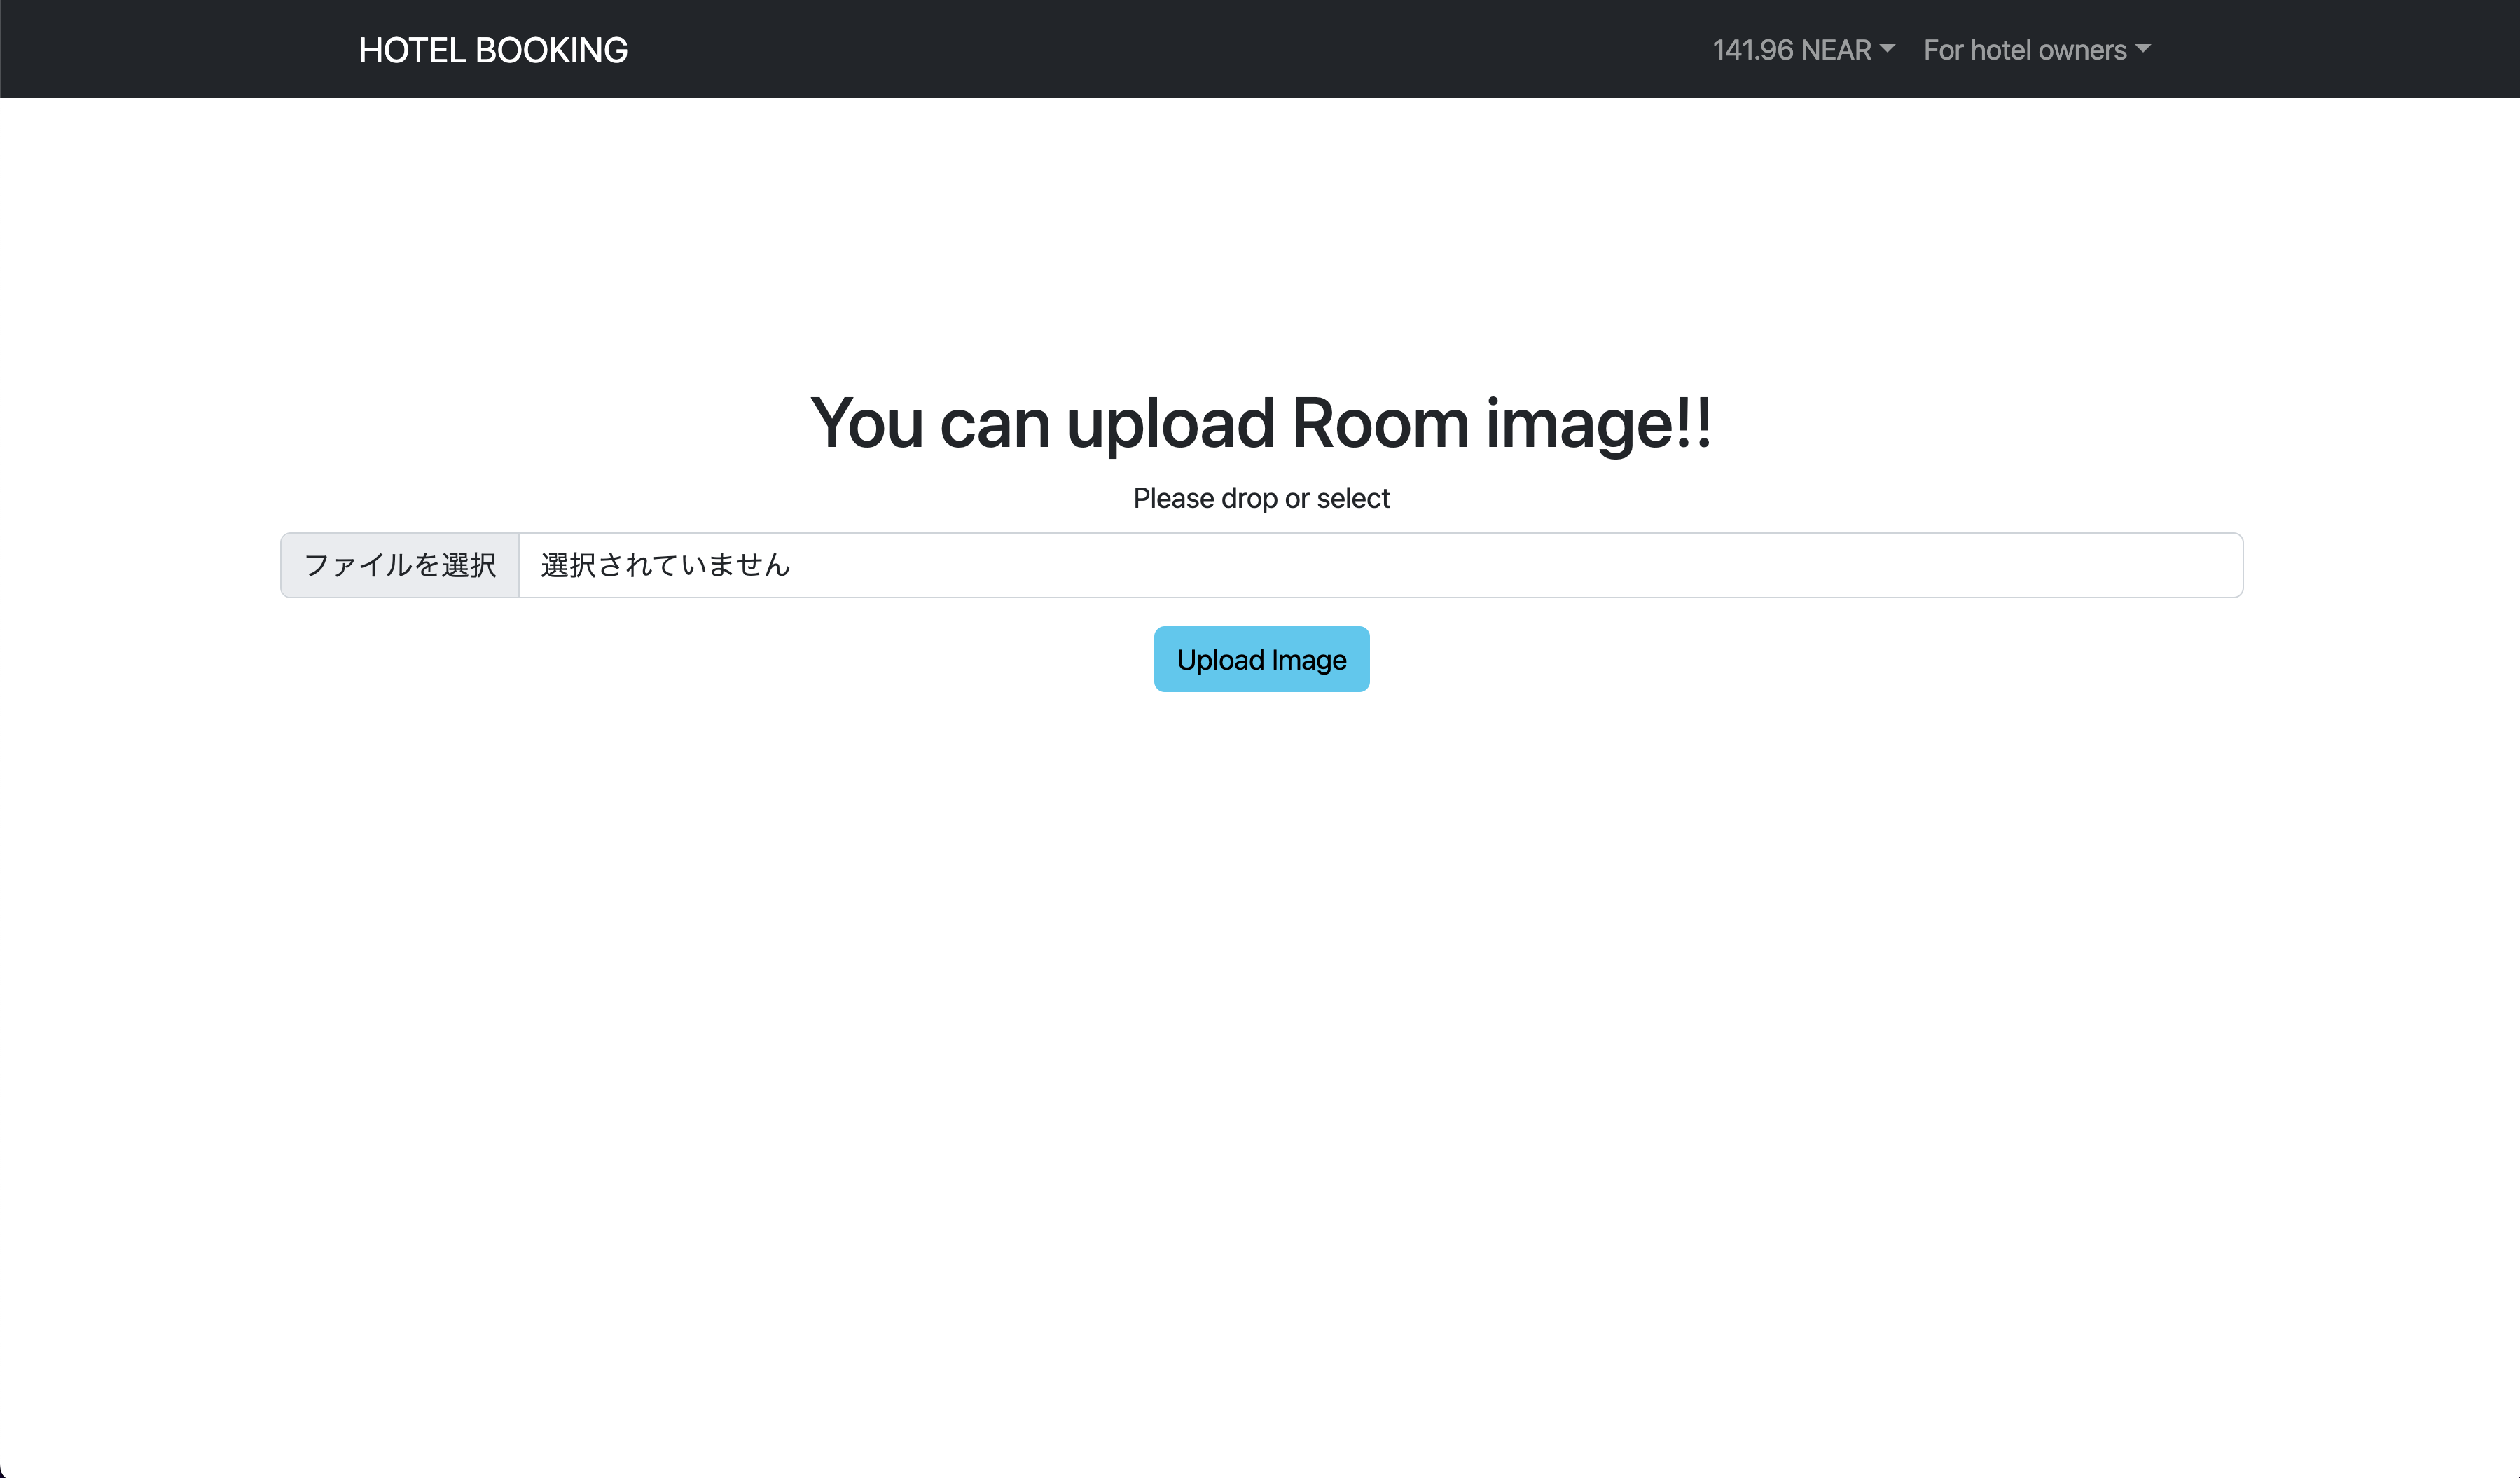 HOTEL BOOKING
141.96 NEAR
For hotel owners
You can upload Room image!!
Please drop or select
ファイルを選択 選択されていません
Upload Image